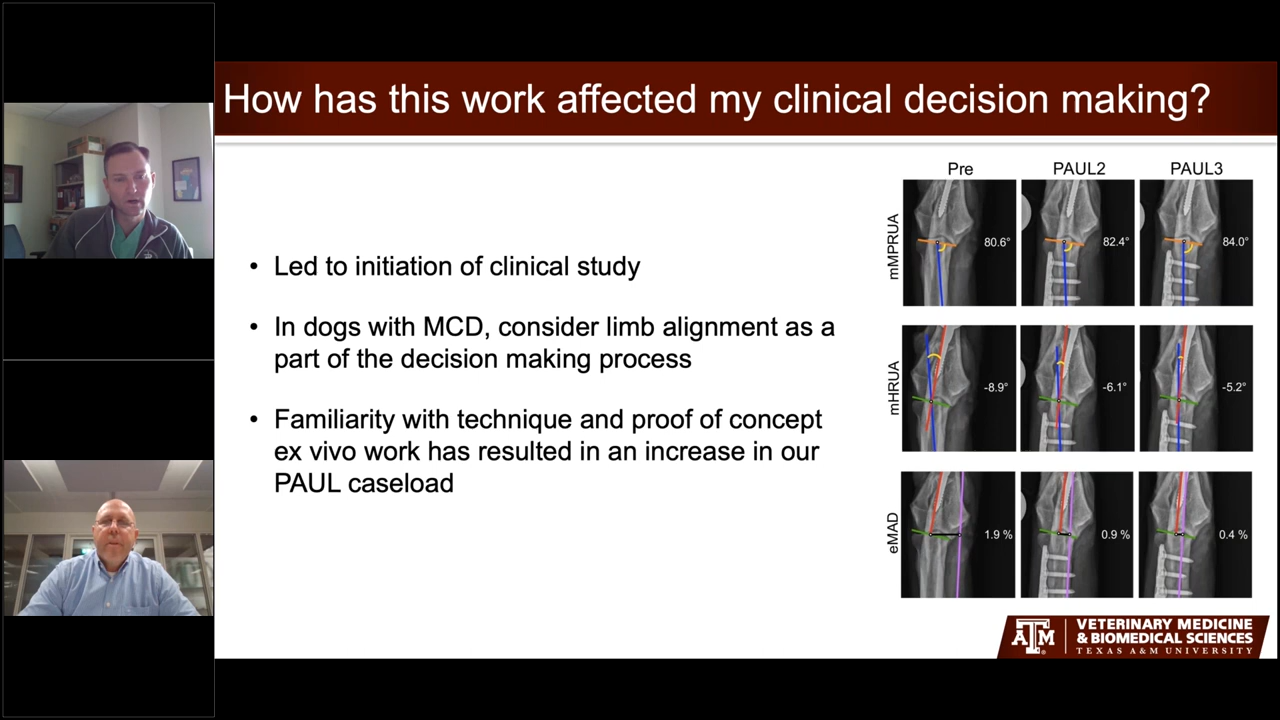 How has this work affected my clinical decision making?
• Led to initiation of clinical study
• In dogs with MCD, consider limb alignment as a
part of the decision making process
• Familiarity with technique and proof of concept
ex vivo work has resulted in an increase in our
PAUL caseload
Pre PAUL2 PAUL3
mMPRUA
80.6° 82.4° 84.0°
mHRUA
-8.9° -6.1° -5.2°
eMAD
1.9 % 0.9 % 0.4 %
ATM
VETERINARY MEDICINE
& BIOMEDICAL SCIENCES
TEXAS A&M UNIVERSITY